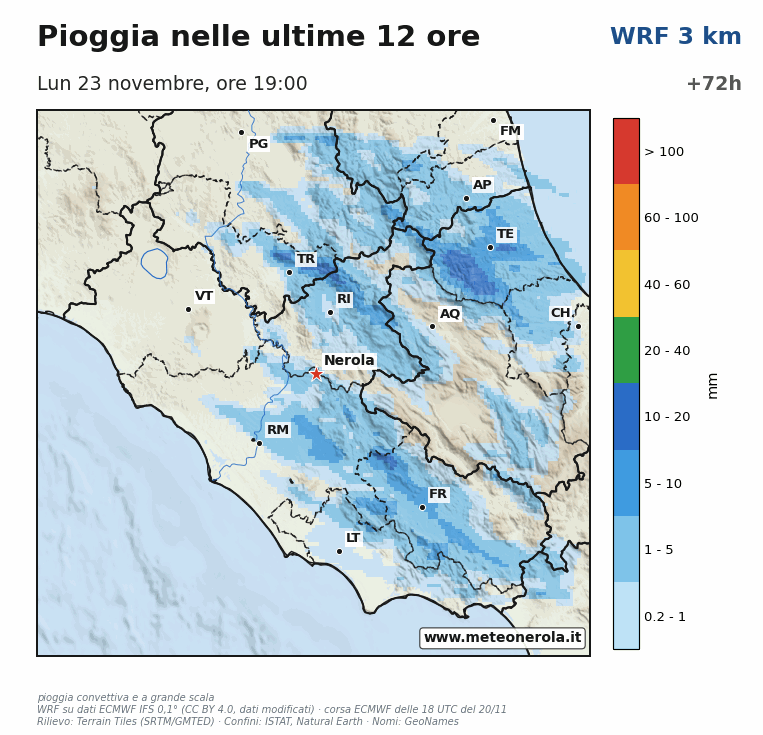 Pioggia nelle ultime 12 ore
WRF 3 km
Lun 23 novembre, ore 19:00
+72h
FM
PG
AP
TE
TR
VT
RI
AQ
CH
Nerola
RM
FR
LT
www.meteonerola.it
> 100
60 - 100
40 - 60
20 - 40
10 - 20
5 - 10
1 - 5
0.2 - 1
mm
pioggia convettiva e a grande scala
WRF su dati ECMWF IFS 0,1° (CC BY 4.0, dati modificati) · corsa ECMWF delle 18 UTC del 20/11
Rilievo: Terrain Tiles (SRTM/GMTED) · Confini: ISTAT, Natural Earth · Nomi: GeoNames